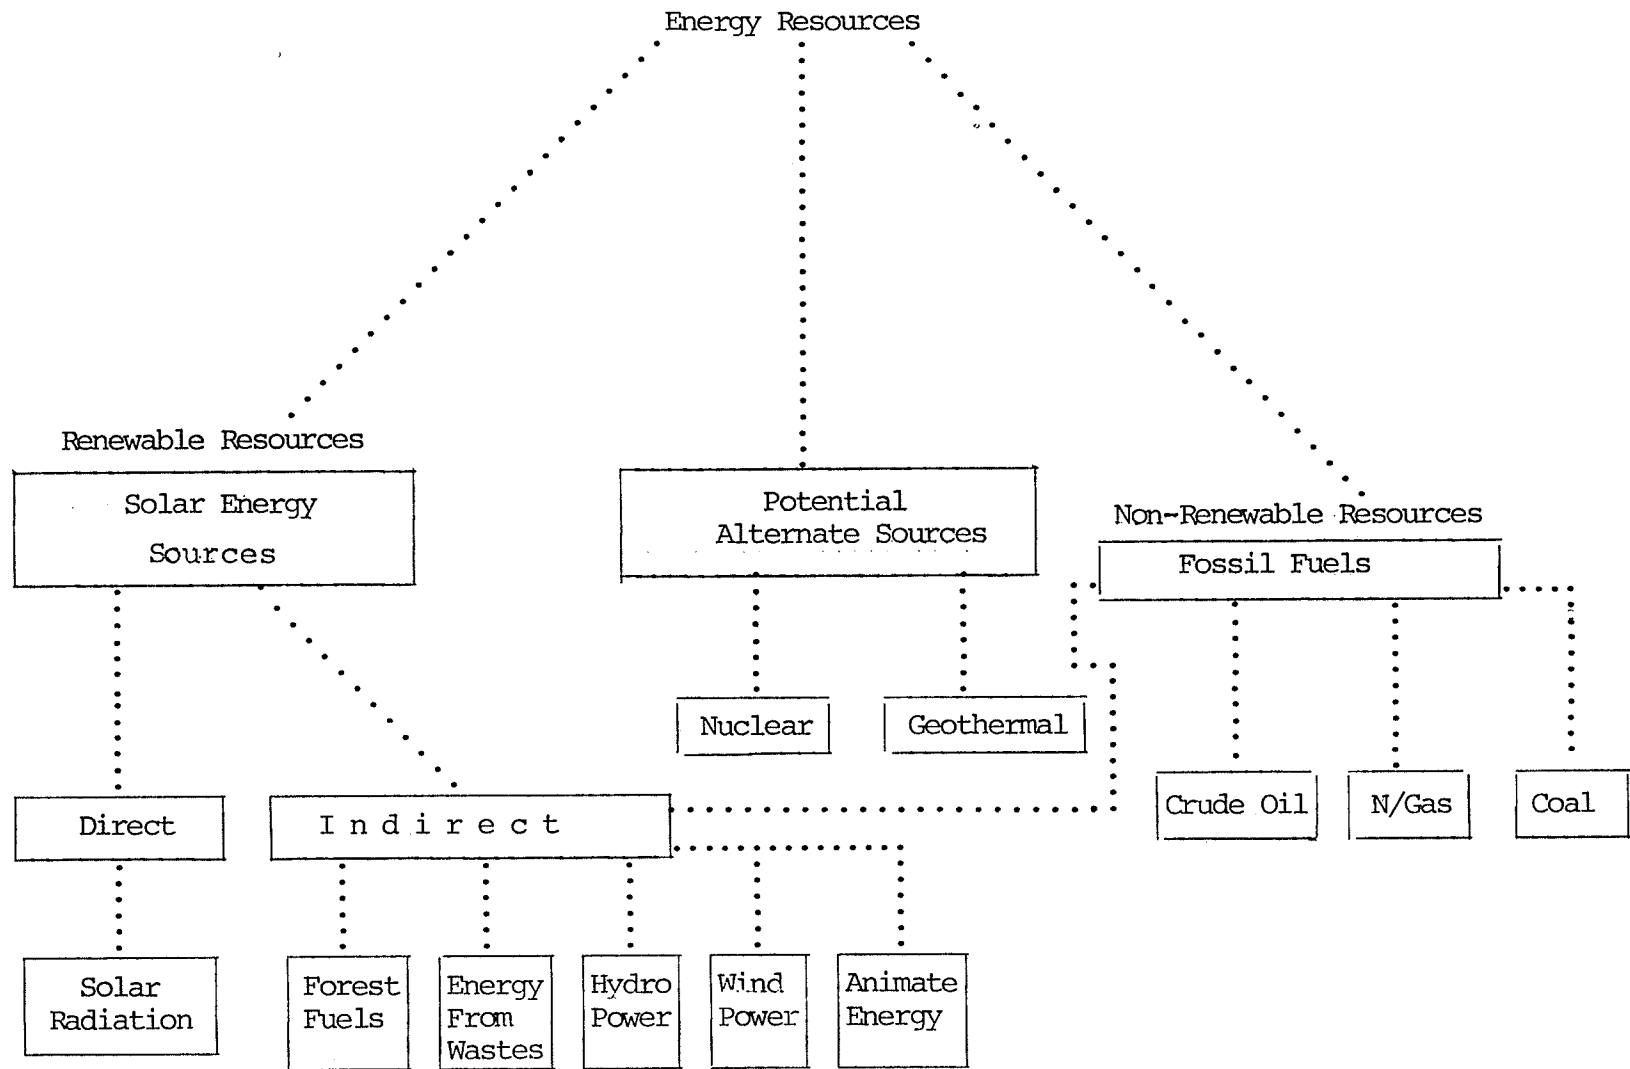 Energy Resources
Renewable Resources
Solar Energy
Sources
Potential
Alternate Sources
Non-Renewable Resources
Fossil Fuels
Nuclear
Geothermal
Crude Oil
N/Gas
Coal
Direct
Indirect
Solar
Radiation
Forest
Fuels
Energy
From
Wastes
Hydro
Power
Wind
Power
Animate
Energy